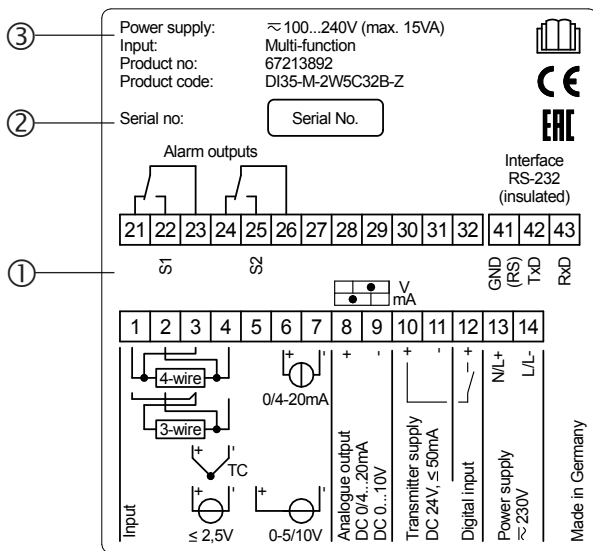 ③
Power supply: ⎓∼ 100...240V (max. 15VA)
Input: Multi-function
Product no: 67213892
Product code: DI35-M-2W5C32B-Z
CE
②
Serial no: Serial No.
EAC
Alarm outputs
Interface
RS-232
(insulated)
21 22 23 24 25 26 27 28 29 30 31 32 41 42 43
①
S1
S2
GND
(RS)
TxD
RxD
V
mA
1 2 3 4 5 6 7 8 9 10 11 12 13 14
+ - + - + - - + N/L+ L/L-
4-wire
0/4-20mA
3-wire
+ -
TC
+ - + -
≤ 2,5V 0-5/10V
Input
Analogue output
DC 0/4...20mA
DC 0...10V
Transmitter supply
DC 24V, ≤ 50mA
Digital input
Power supply
≂ 230V
Made in Germany